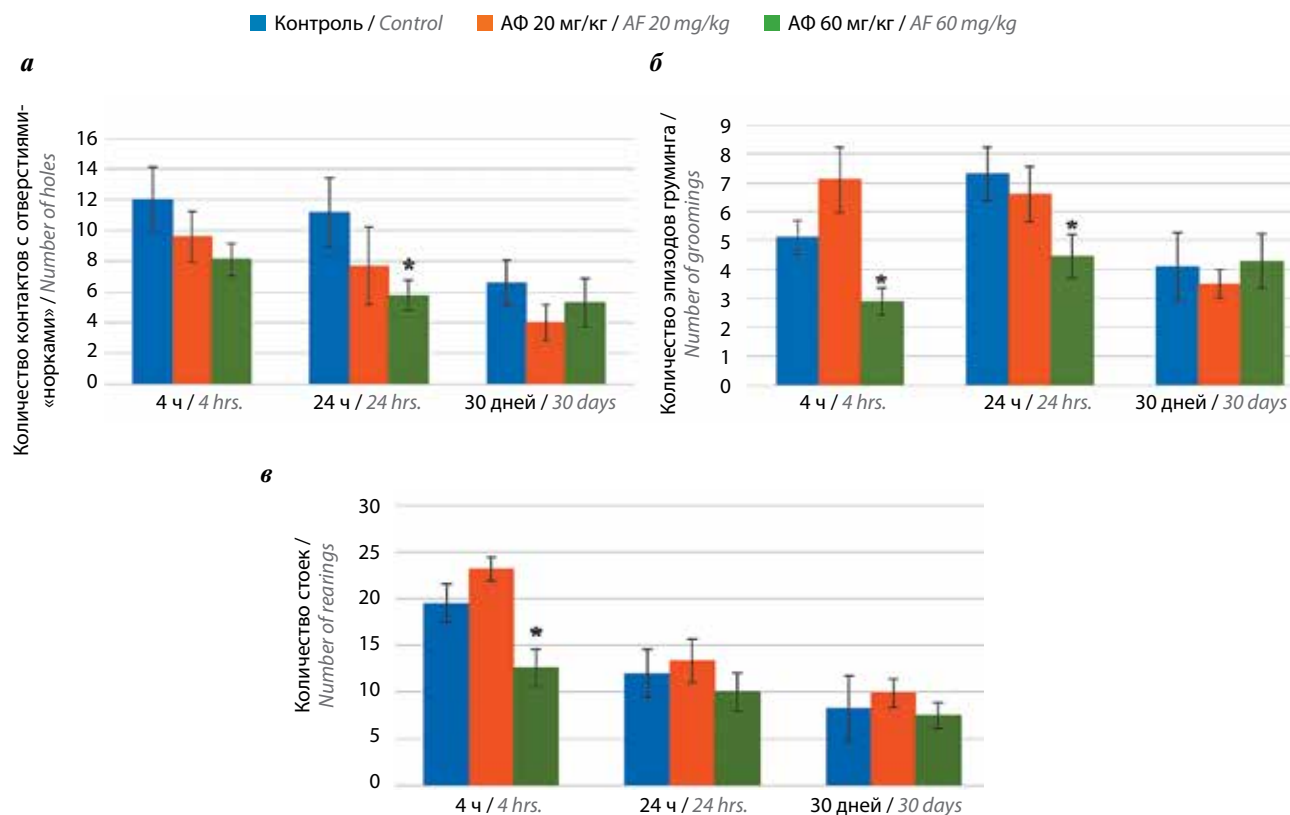 Контроль / Control АФ 20 мг/кг / AF 20 mg/kg АФ 60 мг/кг / AF 60 mg/kg
а
Количество контактов с отверстиями-
«норками» / Number of holes
16
14
12
10
8
6
4
2
0
*
4 ч / 4 hrs. 24 ч / 24 hrs. 30 дней / 30 days
б
Количество эпизодов груминга /
Number of groomings
9
8
7
6
5
4
3
2
1
0
*
*
4 ч / 4 hrs. 24 ч / 24 hrs. 30 дней / 30 days
в
Количество стоек /
Number of rearings
30
25
20
15
10
5
0
*
4 ч / 4 hrs. 24 ч / 24 hrs. 30 дней / 30 days